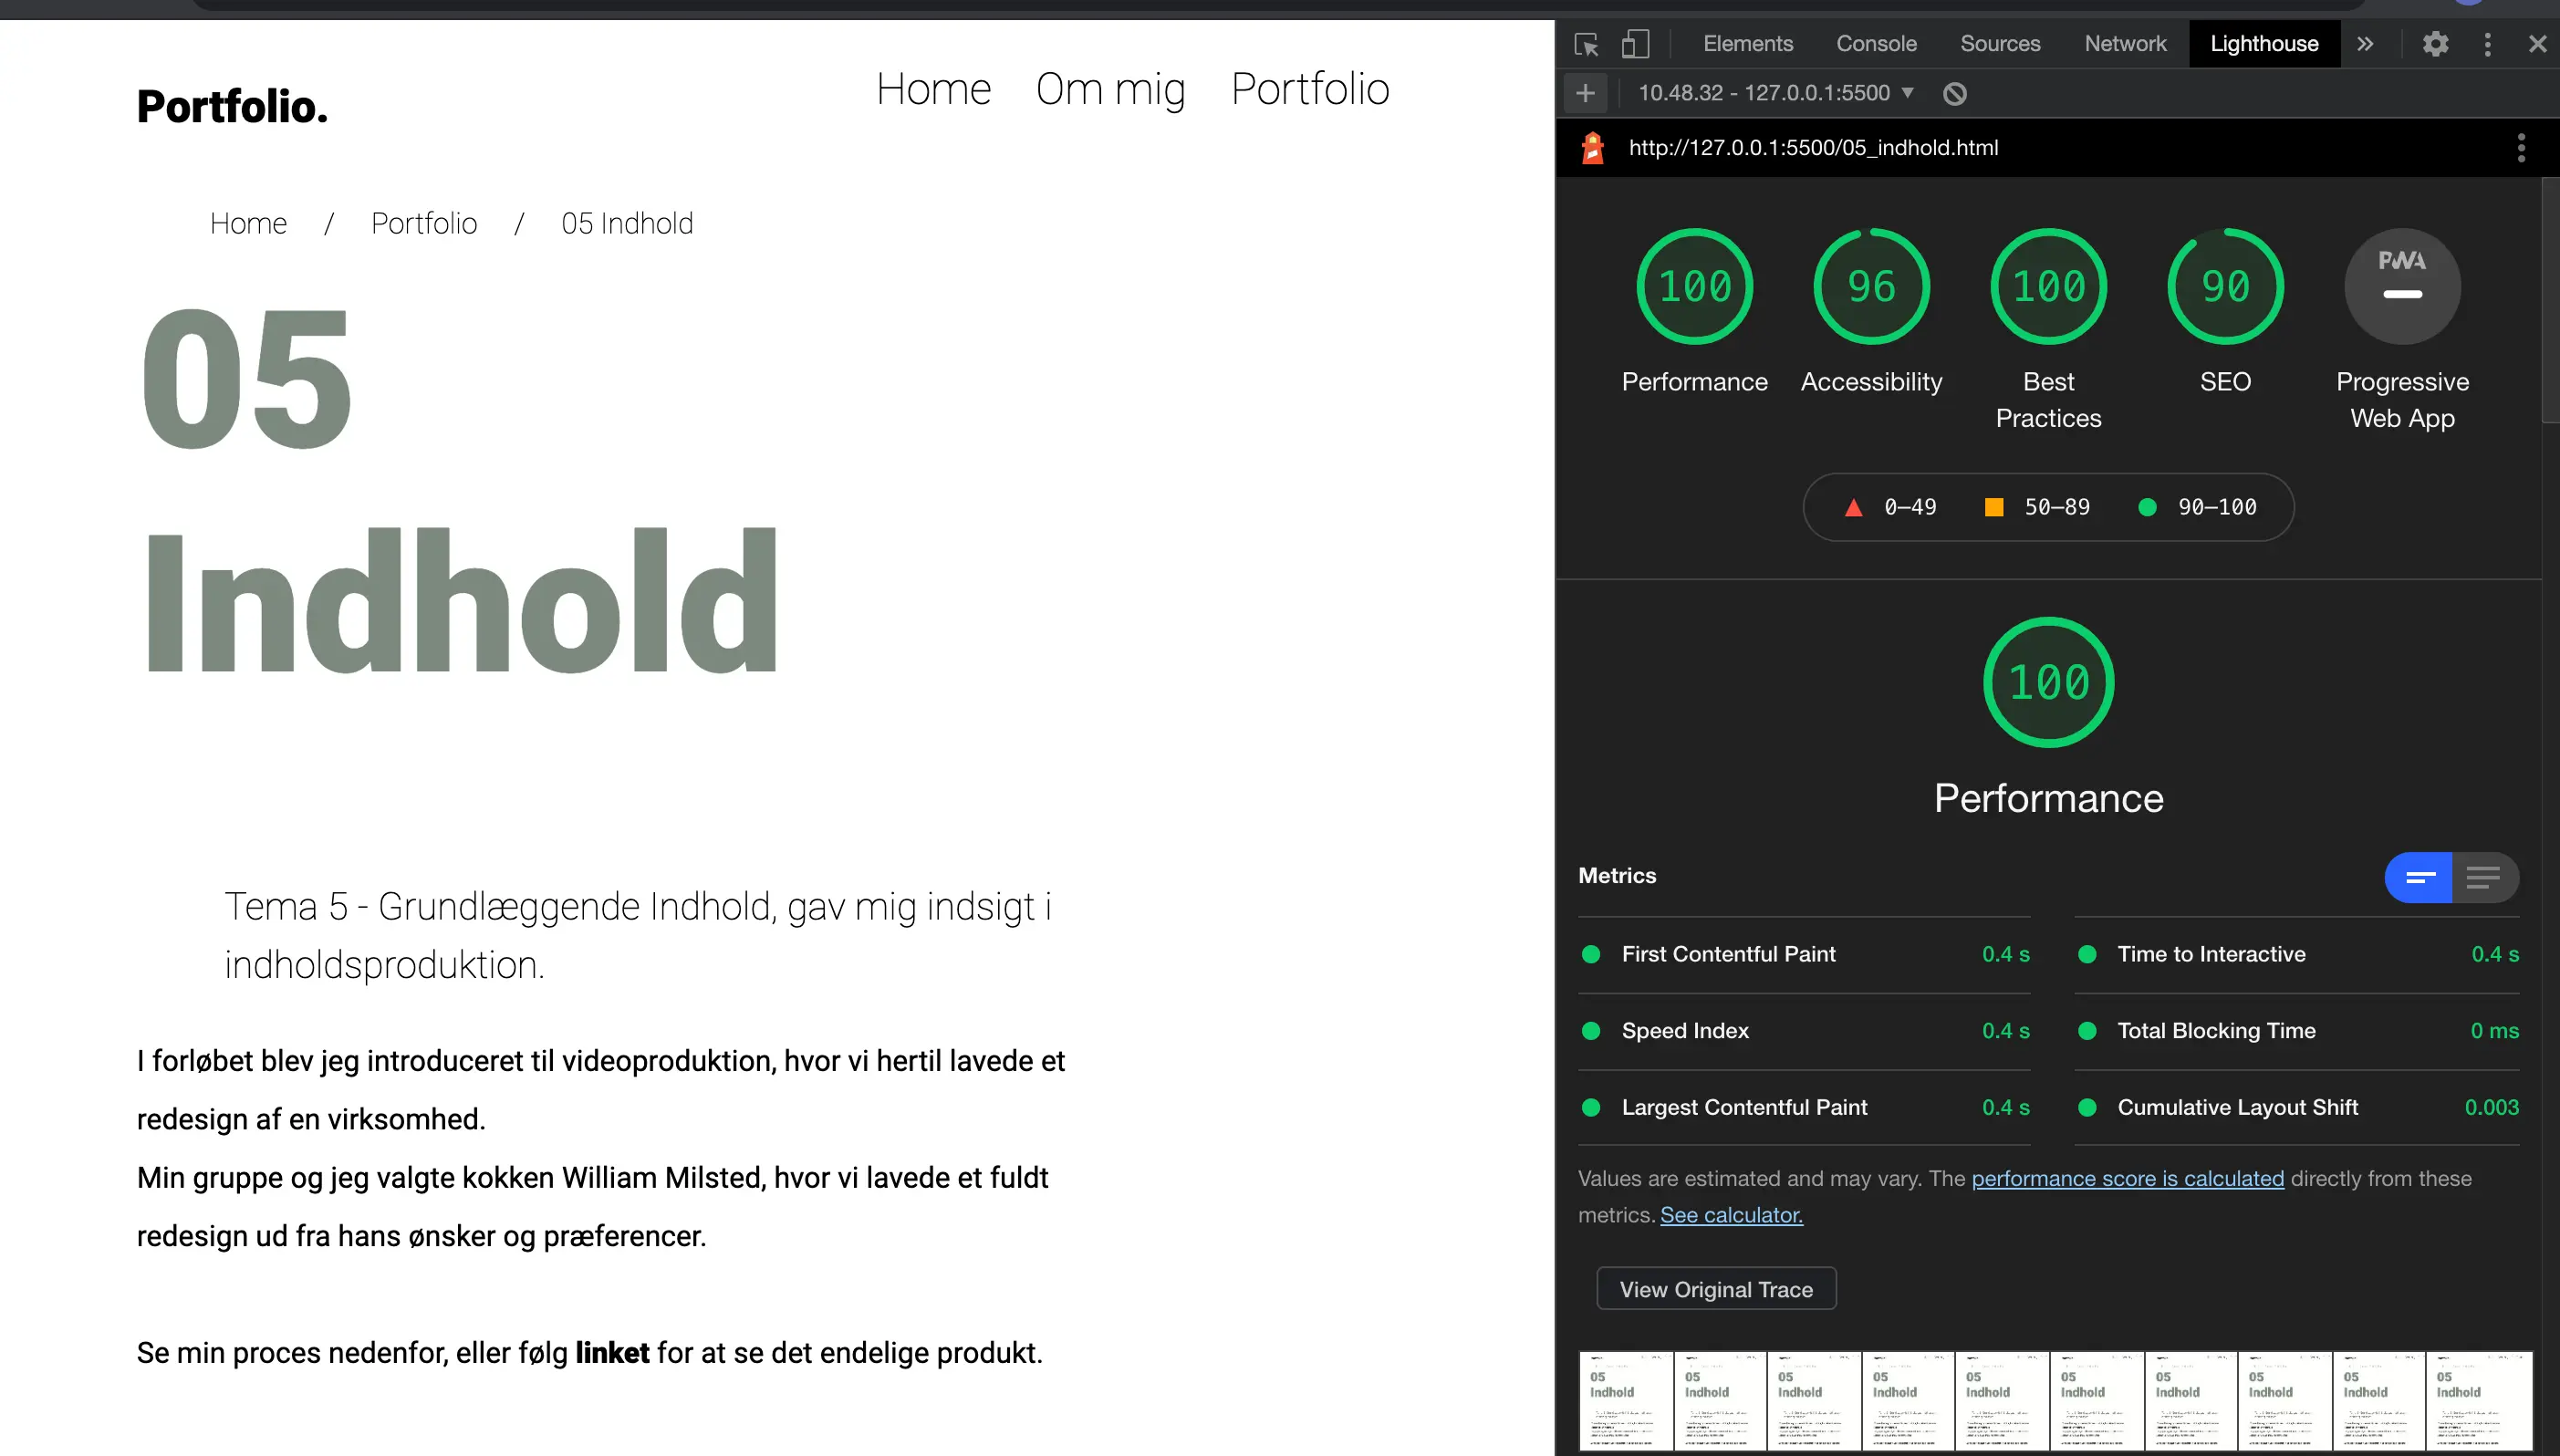 Portfolio.
Home Om mig Portfolio
Home / Portfolio / 05 Indhold
05
Indhold
Tema 5 - Grundlæggende Indhold, gav mig indsigt i
indholdsproduktion.
I forløbet blev jeg introduceret til videoproduktion, hvor vi hertil lavede et
redesign af en virksomhed.
Min gruppe og jeg valgte kokken William Milsted, hvor vi lavede et fuldt
redesign ud fra hans ønsker og præferencer.
Se min proces nedenfor, eller følg linket for at se det endelige produkt.
Elements Console Sources Network Lighthouse
10.48.32 - 127.0.0.1:5500
http://127.0.0.1:5500/05_indhold.html
100 96 100 90 PWA
Performance Accessibility Best Practices SEO Progressive Web App
0–49 50–89 90–100
100
Performance
Metrics
First Contentful Paint 0.4 s Time to Interactive 0.4 s
Speed Index 0.4 s Total Blocking Time 0 ms
Largest Contentful Paint 0.4 s Cumulative Layout Shift 0.003
Values are estimated and may vary. The performance score is calculated directly from these
metrics. See calculator.
View Original Trace
05 05 05 05 05 05 05 05 05 05
Indhold Indhold Indhold Indhold Indhold Indhold Indhold Indhold Indhold Indhold